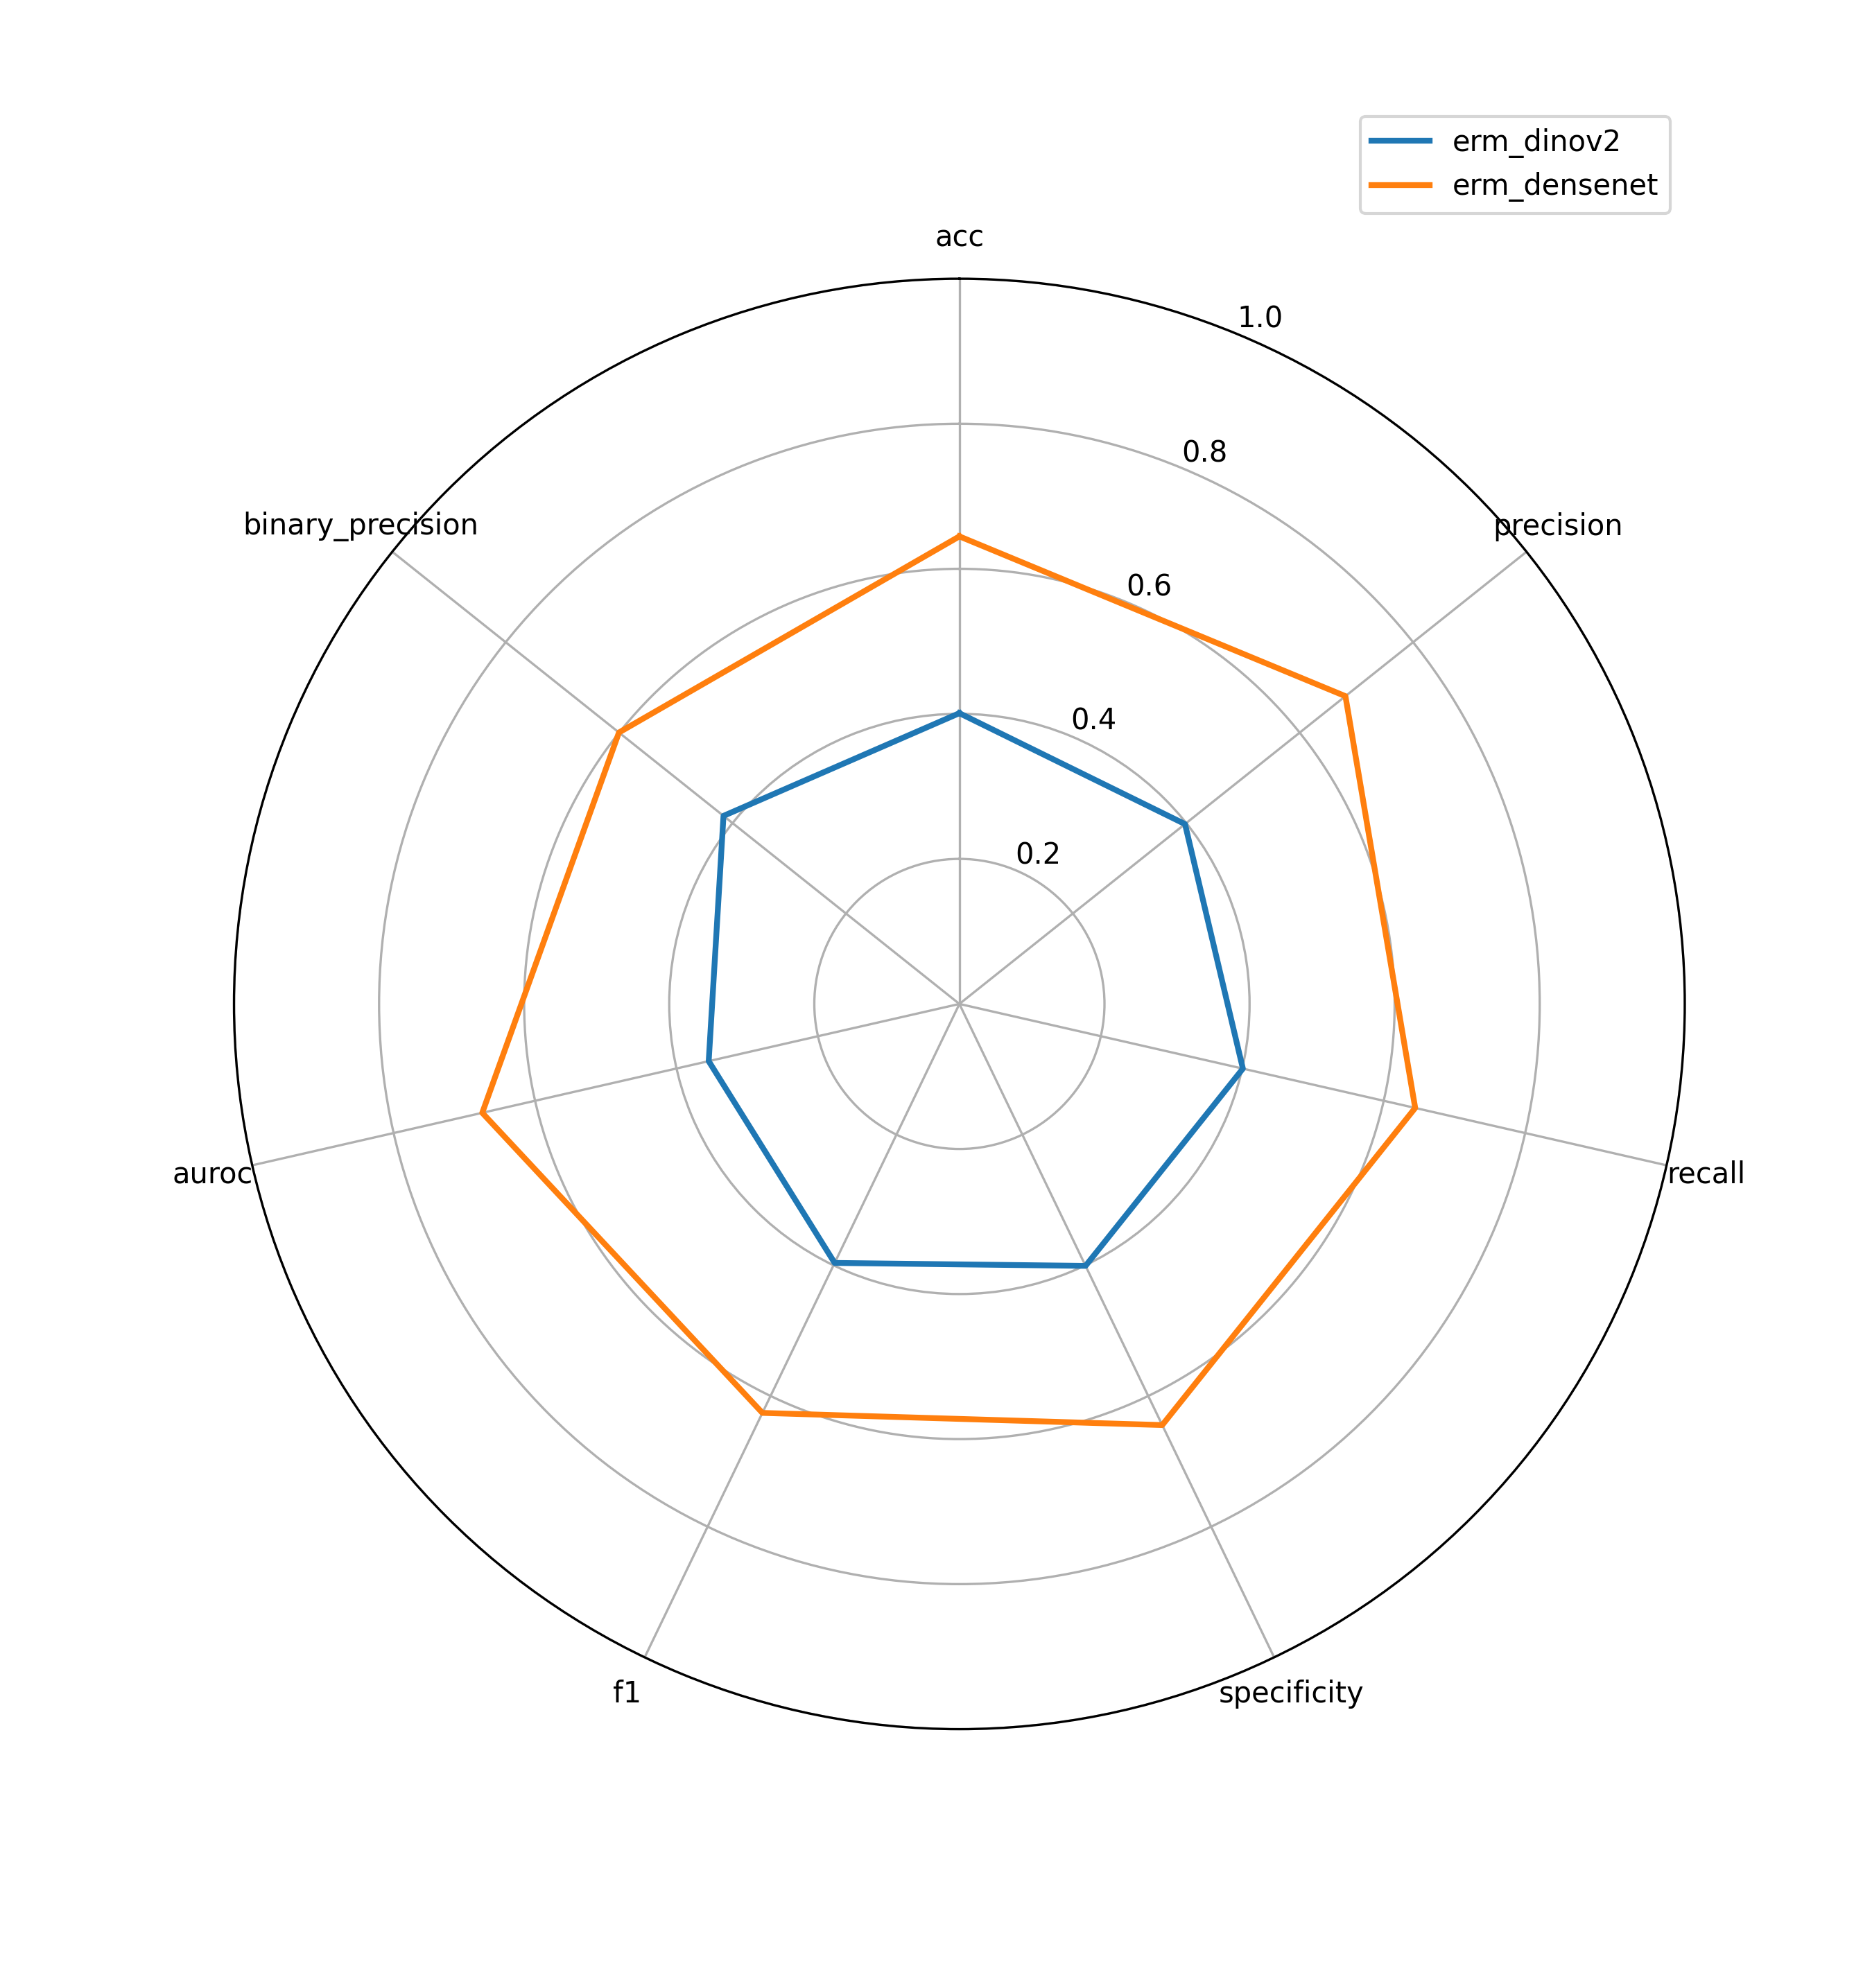 erm_dinov2
erm_densenet
acc
1.0
0.8
binary_precision
precision
0.6
0.4
0.2
auroc
recall
f1
specificity